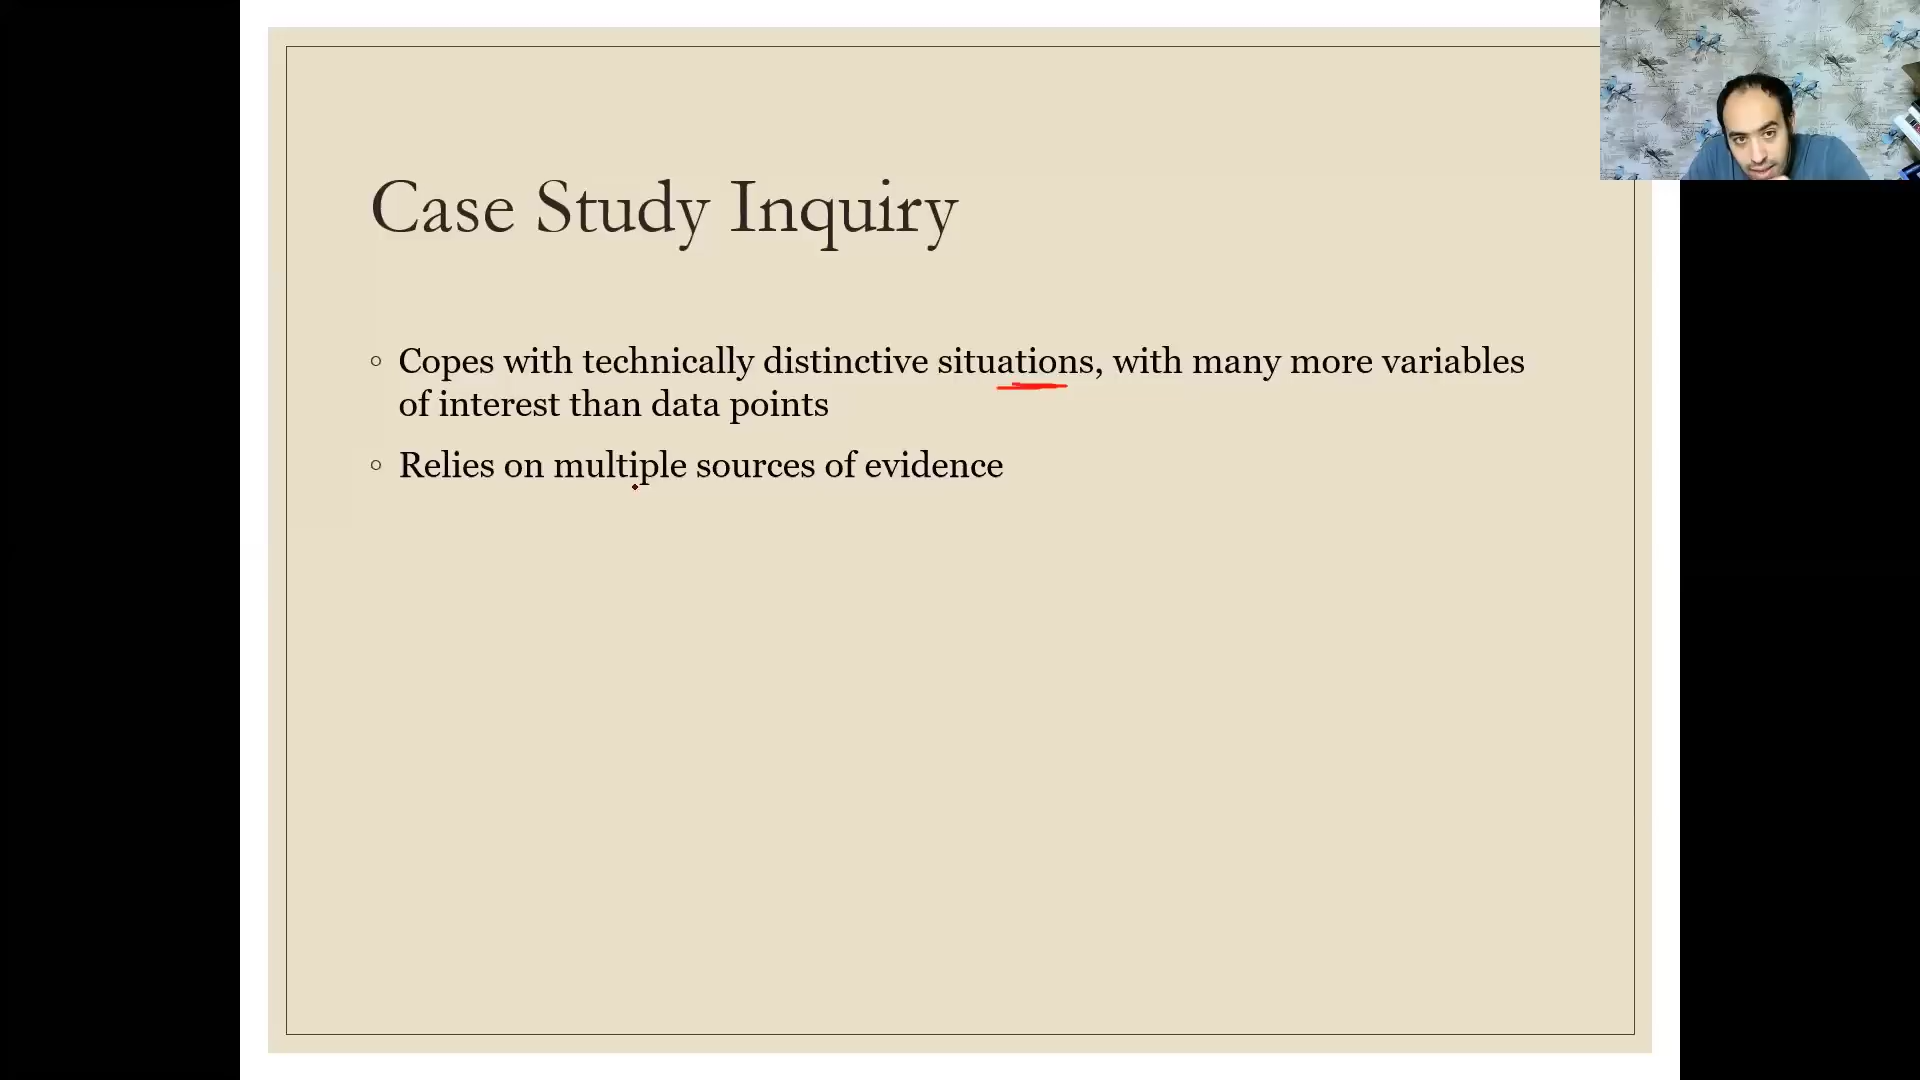 Case Study Inquiry
◦ Copes with technically distinctive situations, with many more variables
of interest than data points
◦ Relies on multiple sources of evidence